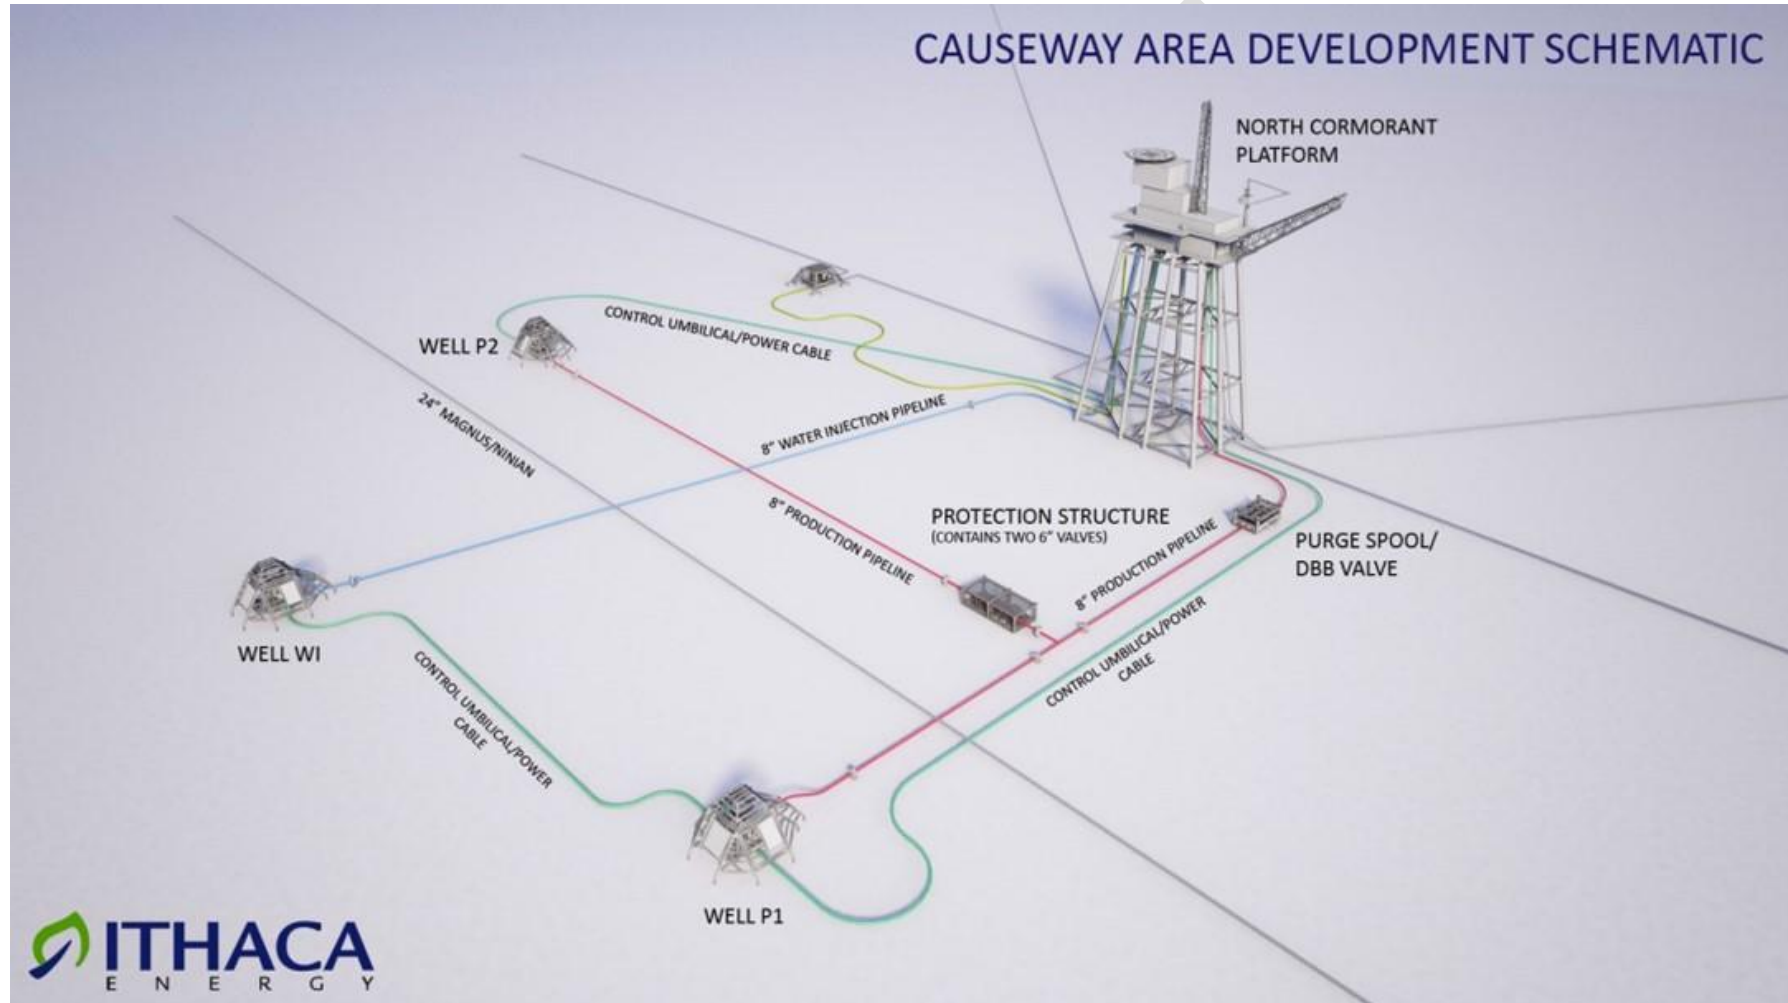 CAUSEWAY AREA DEVELOPMENT SCHEMATIC
NORTH CORMORANT
PLATFORM
CONTROL UMBILICAL/POWER CABLE
WELL P2
24" MAGNUS/NINIAN
8" WATER INJECTION PIPELINE
8" PRODUCTION PIPELINE
PROTECTION STRUCTURE
(CONTAINS TWO 6" VALVES)
8" PRODUCTION PIPELINE
PURGE SPOOL/
DBB VALVE
CONTROL UMBILICAL/POWER
CABLE
WELL WI
CONTROL UMBILICAL/POWER
CABLE
WELL P1
ITHACA
ENERGY